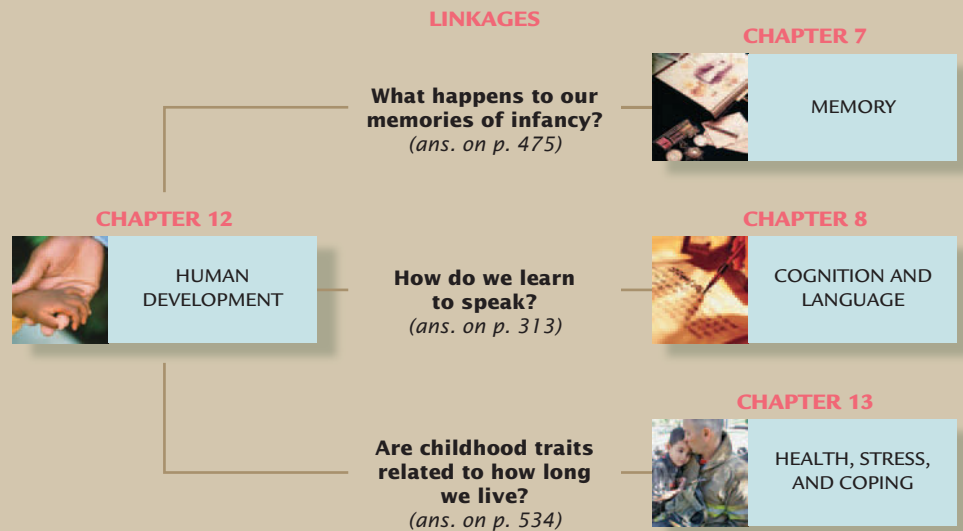 LINKAGES
CHAPTER 7
What happens to our
memories of infancy?
(ans. on p. 475)
MEMORY
CHAPTER 12
HUMAN
DEVELOPMENT
How do we learn
to speak?
(ans. on p. 313)
CHAPTER 8
COGNITION AND
LANGUAGE
Are childhood traits
related to how long
we live?
(ans. on p. 534)
CHAPTER 13
HEALTH, STRESS,
AND COPING